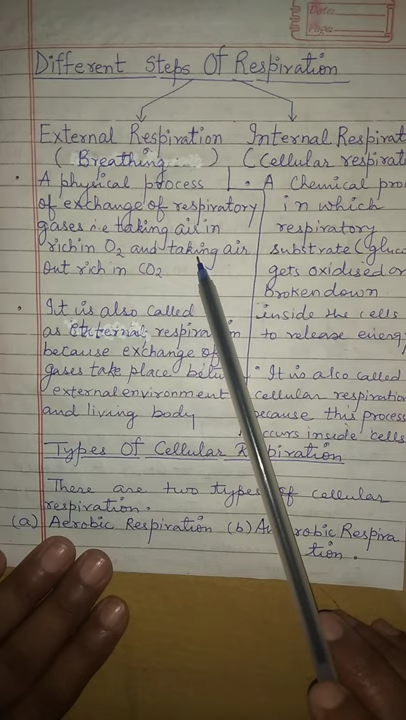 Date:
Page:
Different Steps Of Respiration
External Respiration
( Breathing )
. A physical process
of exchange of respiratory
gases i.e taking air in
rich in O2 and taking air
out rich in CO2
. It is also called
as External
because exchange of
gases take place
external environment
and living body
Internal Respirat
(Cellular respirat
. A Chemical pro
in which
respiratory
substrate (gluc
gets oxidised or
broken down
inside the cells
to release energ
. It is also called
cellular respiration
because this process
occurs inside cells
Types Of Cellular
There are two types of cellular
respiration.
(a) Aerobic Respiration (b) Respira
tion.